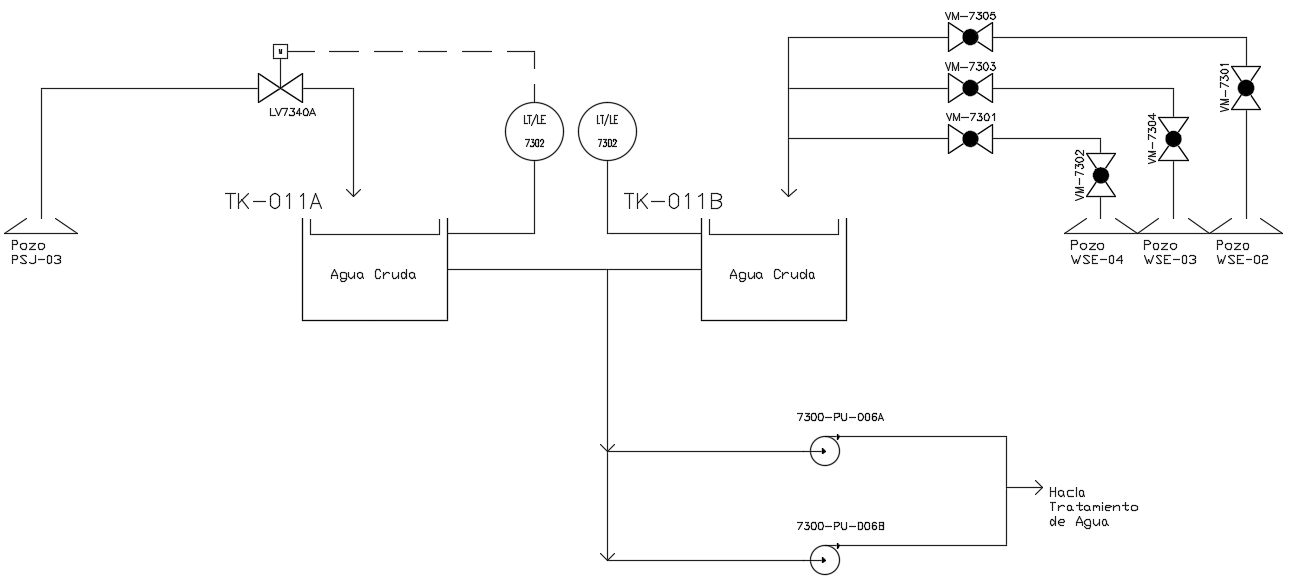 VM-7305
M
VM-7303
VM-7301
LV7340A
LT/LE
7302
LT/LE
7302
VM-7301
VM-7304
VM-7302
TK-011A
TK-011B
Pozo
PSJ-03
Pozo
WSE-04
Pozo
WSE-03
Pozo
WSE-02
Agua Cruda
Agua Cruda
7300-PU-006A
Hacia
Tratamiento
de Agua
7300-PU-006B